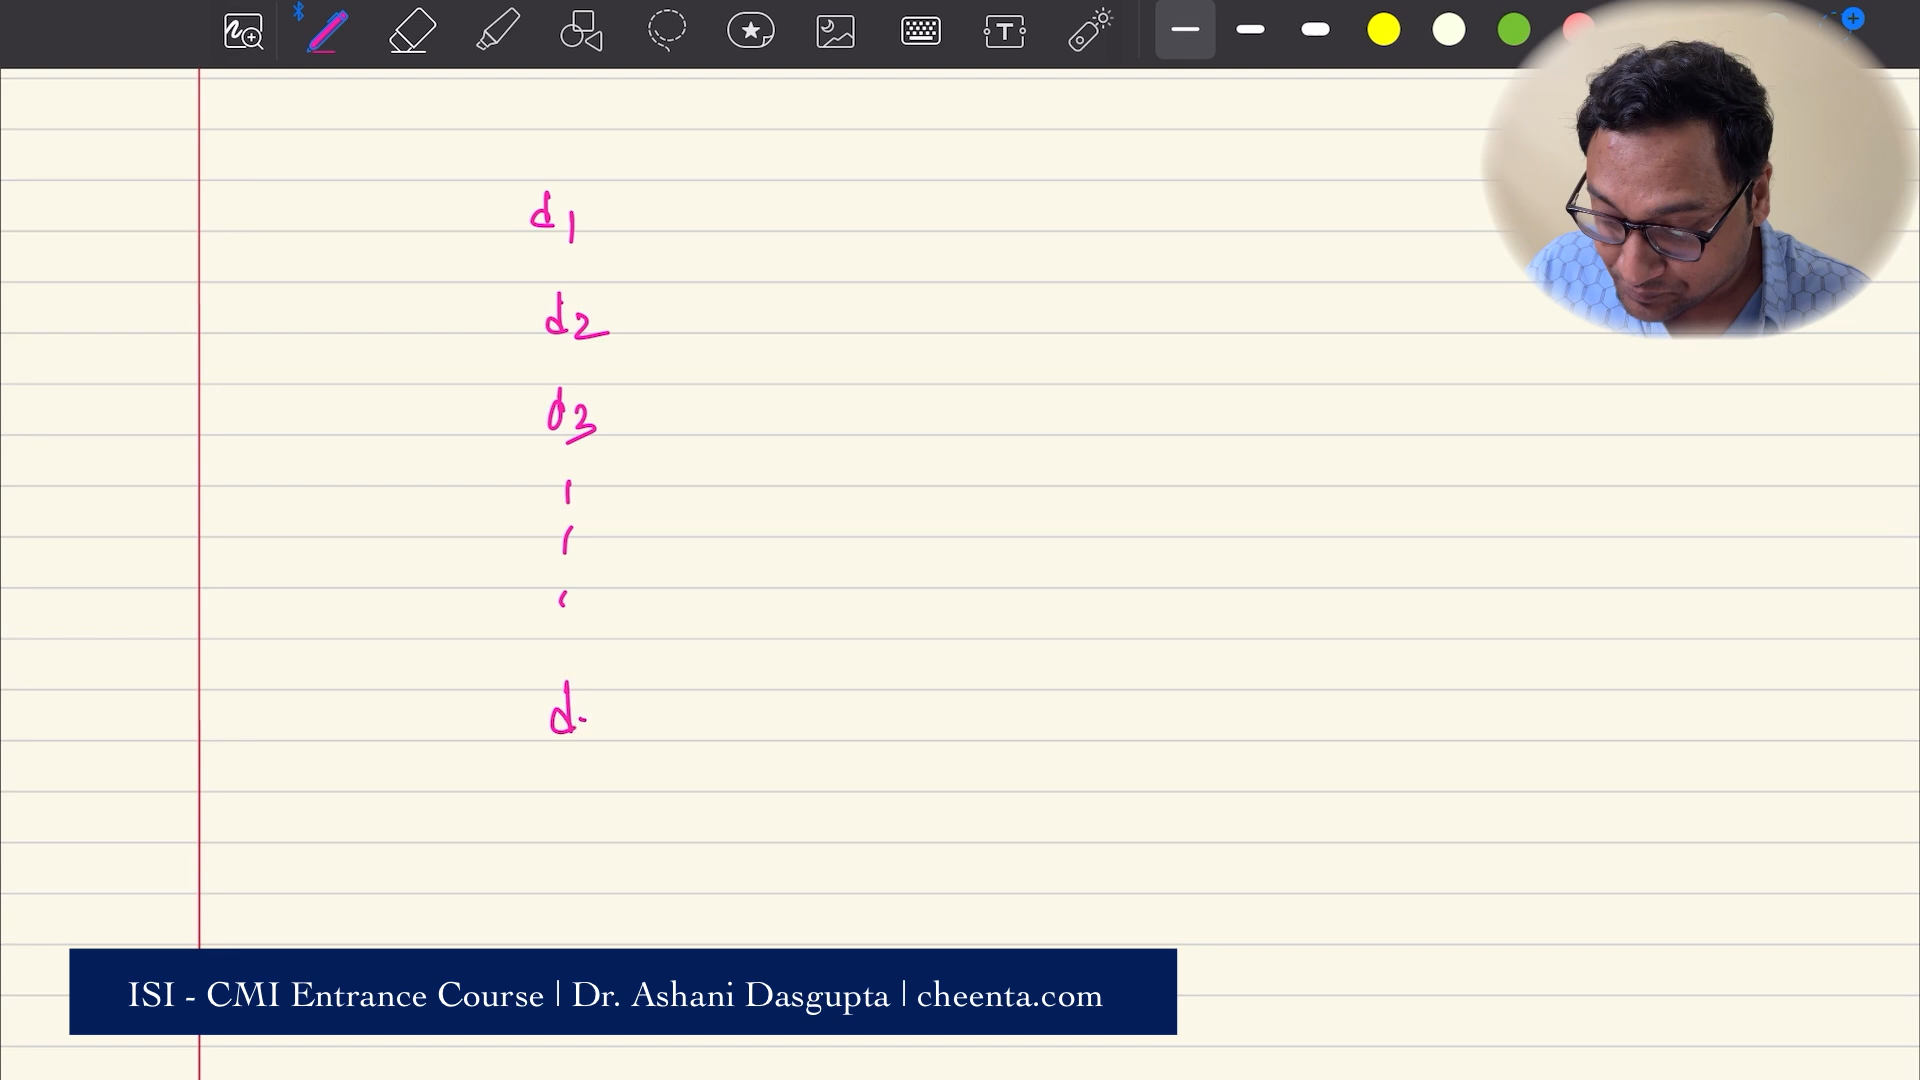 T
d1
d2
d3
d
ISI - CMI Entrance Course | Dr. Ashani Dasgupta | cheenta.com